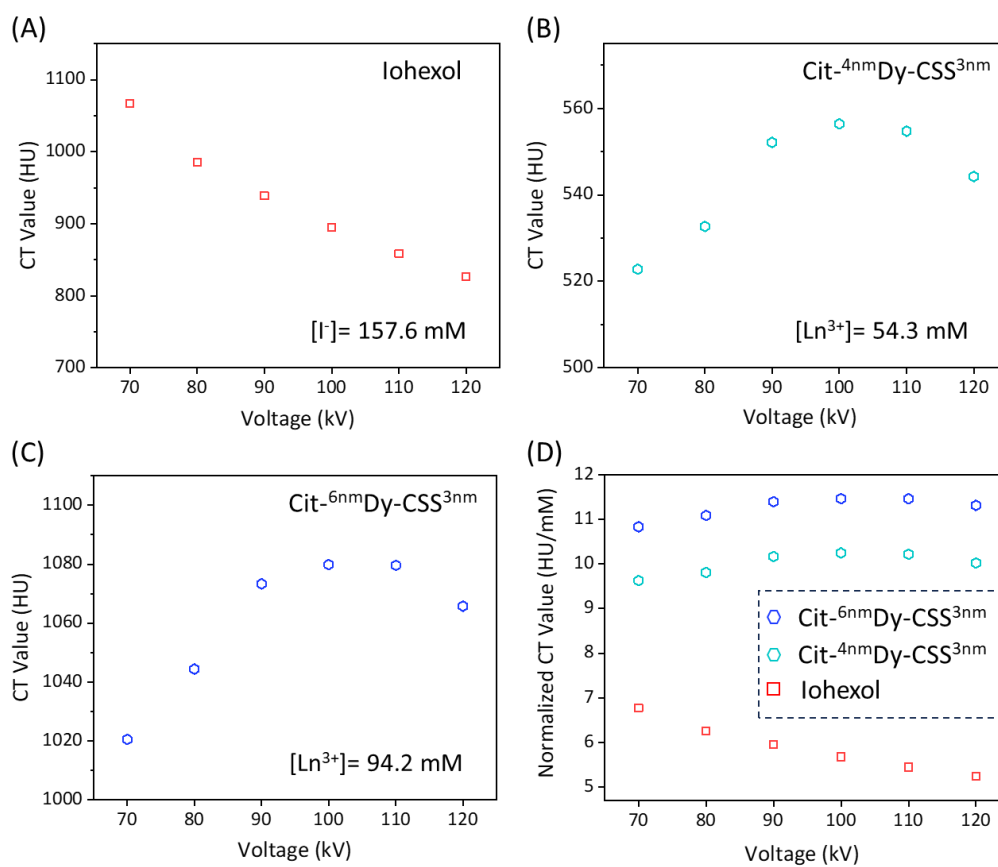 (A)
Iohexol
CT Value (HU)
1100
1000
900
800
700
[I⁻]= 157.6 mM
70 80 90 100 110 120
Voltage (kV)
(B)
Cit-⁴ⁿᵐDy-CSS³ⁿᵐ
CT Value (HU)
560
540
520
500
[Ln³⁺]= 54.3 mM
70 80 90 100 110 120
Voltage (kV)
(C)
Cit-⁶ⁿᵐDy-CSS³ⁿᵐ
CT Value (HU)
1100
1080
1060
1040
1020
1000
[Ln³⁺]= 94.2 mM
70 80 90 100 110 120
Voltage (kV)
(D)
Normalized CT Value (HU/mM)
12
11
10
9
8
7
6
5
Cit-⁶ⁿᵐDy-CSS³ⁿᵐ
Cit-⁴ⁿᵐDy-CSS³ⁿᵐ
Iohexol
70 80 90 100 110 120
Voltage (kV)